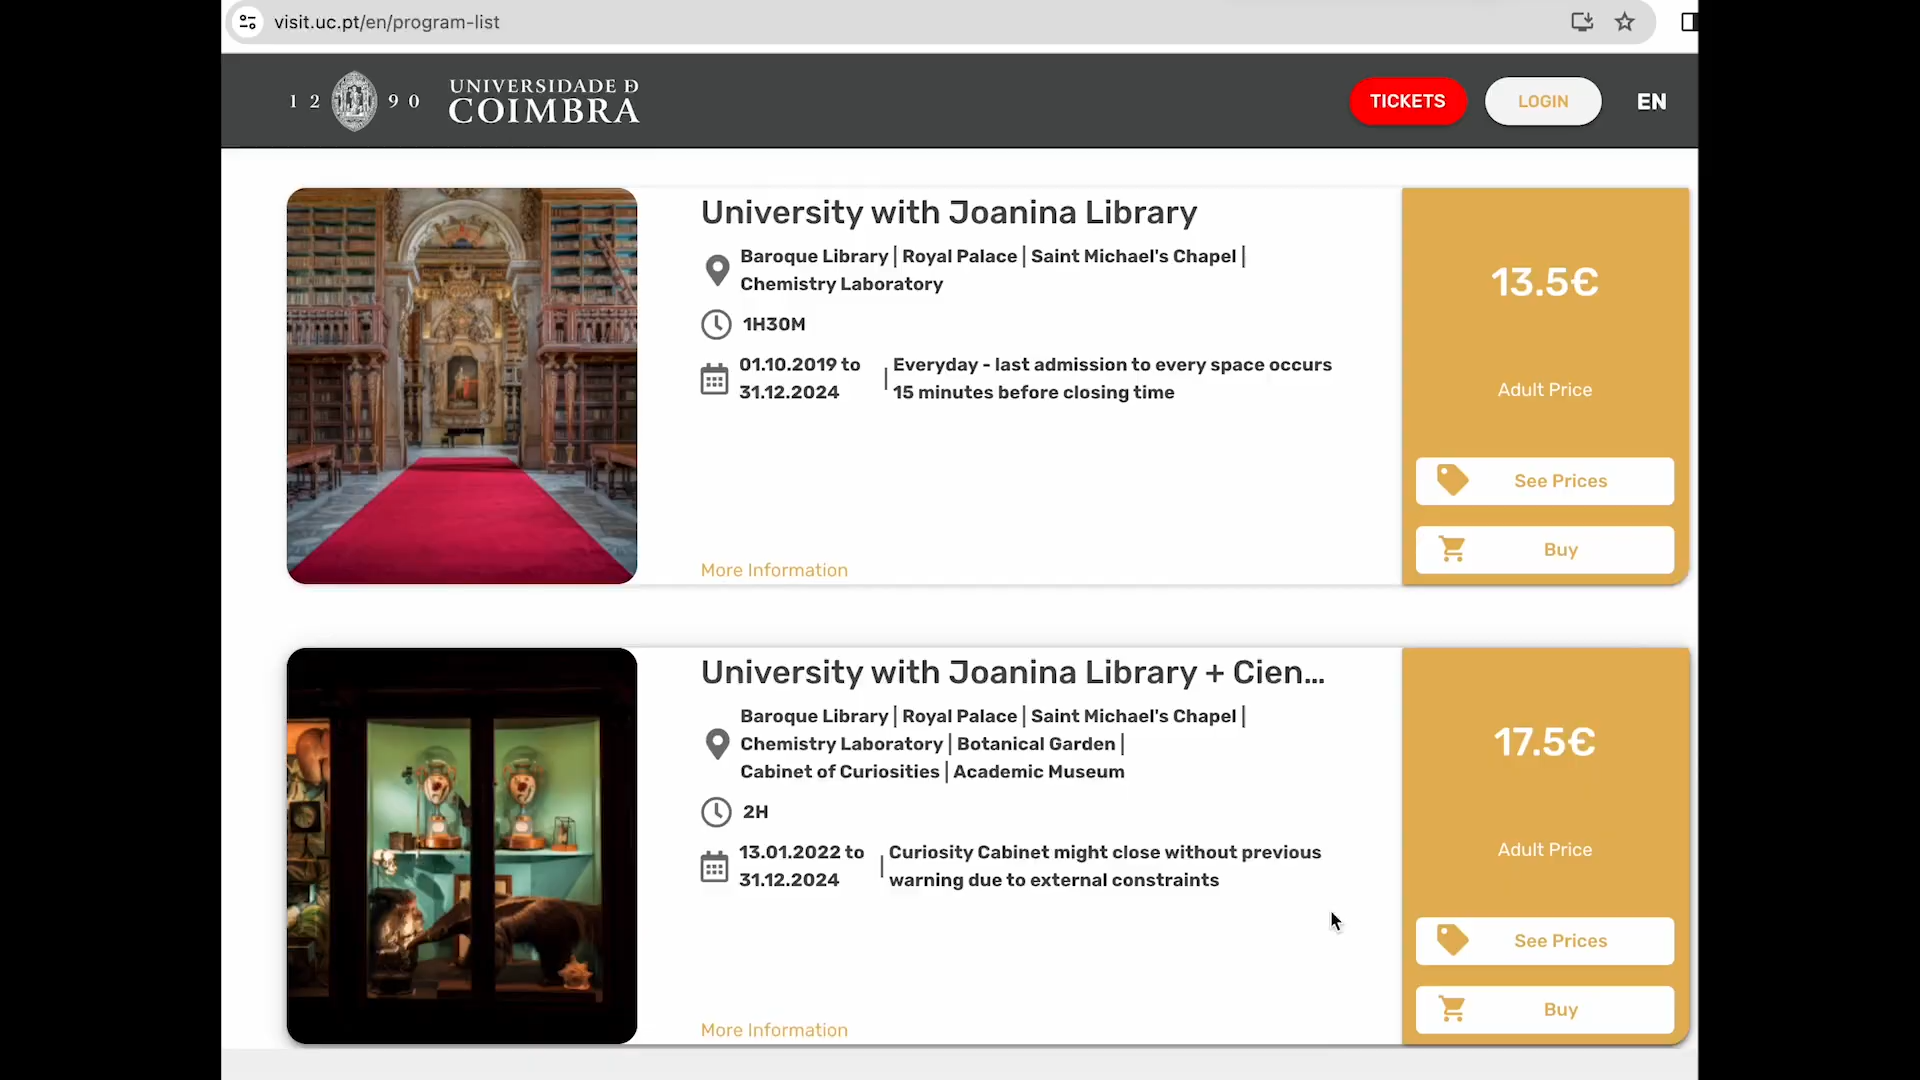 visit.uc.pt/en/program-list
1 2 9 0
UNIVERSIDADE Ð
COIMBRA
TICKETS
LOGIN
EN
University with Joanina Library
Baroque Library | Royal Palace | Saint Michael's Chapel |
Chemistry Laboratory
1H30M
01.10.2019 to
31.12.2024
| Everyday - last admission to every space occurs
15 minutes before closing time
More Information
13.5€
Adult Price
See Prices
Buy
University with Joanina Library + Cien...
Baroque Library | Royal Palace | Saint Michael's Chapel |
Chemistry Laboratory | Botanical Garden |
Cabinet of Curiosities | Academic Museum
2H
13.01.2022 to
31.12.2024
| Curiosity Cabinet might close without previous
warning due to external constraints
More Information
17.5€
Adult Price
See Prices
Buy